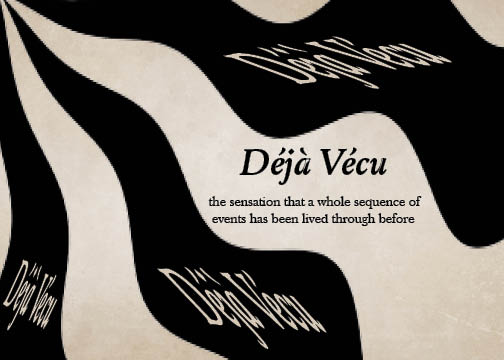 Déjà Vécu
Déjà Vécu
the sensation that a whole sequence of
events has been lived through before
Déjà Vécu
Déjà Vécu